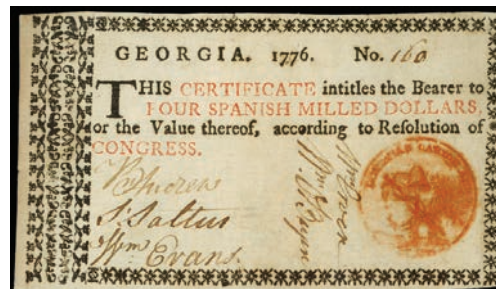 GEORGIA. 1776. No. 160
THIS CERTIFICATE intitles the Bearer to
FOUR SPANISH MILLED DOLLARS,
or the Value thereof, according to Resolution of
CONGRESS.
S. Saltus
Wm Evans.